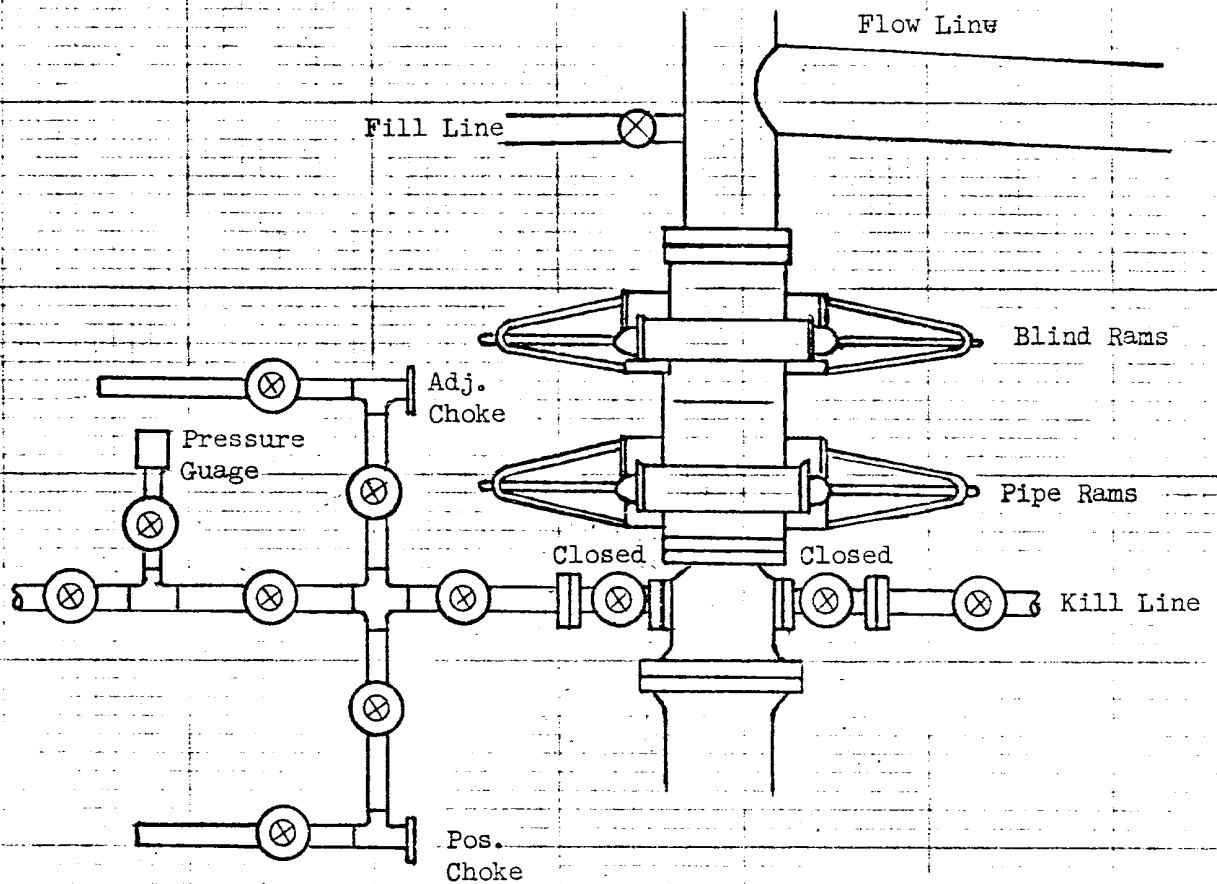 Flow Line
Fill Line
Blind Rams
Adj.
Choke
Pressure
Guage
Pipe Rams
Closed
Closed
Kill Line
Pos.
Choke